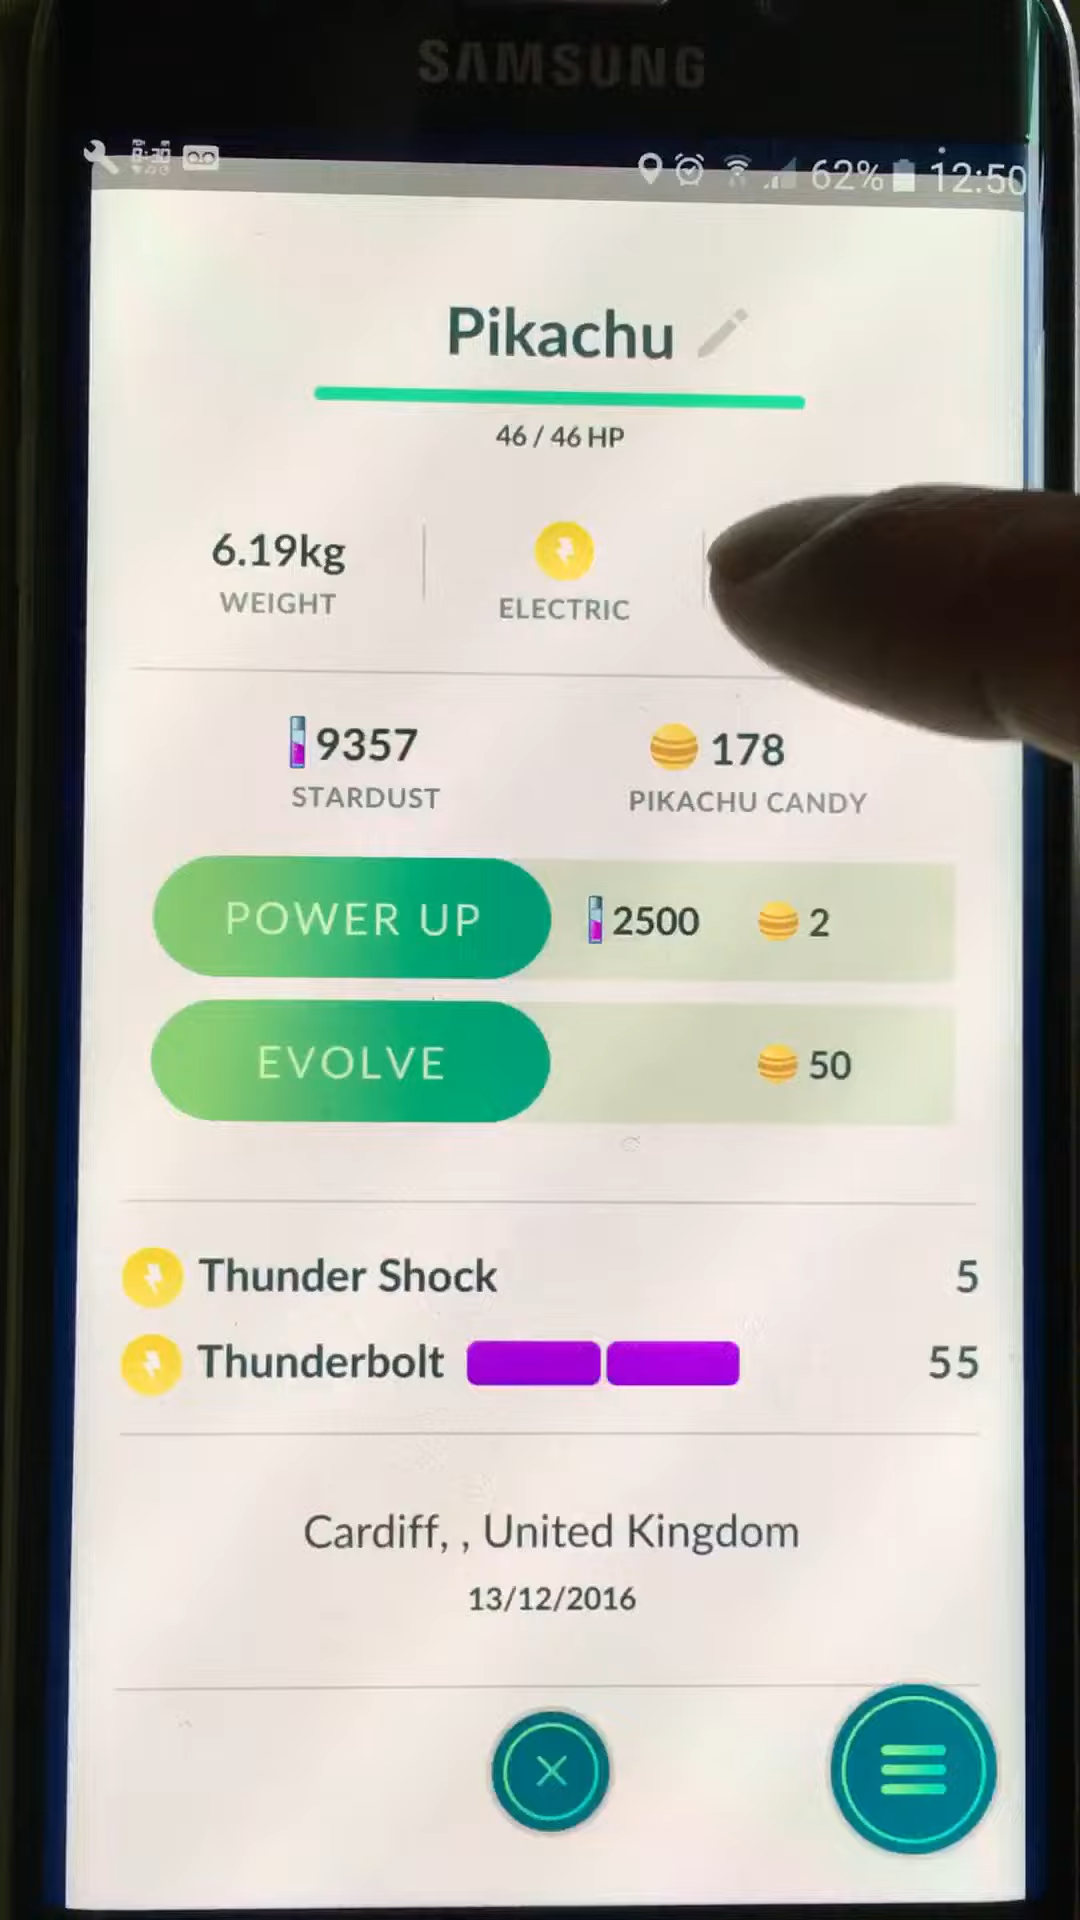 SAMSUNG
62% 12:50
Pikachu
46 / 46 HP
6.19kg
WEIGHT
ELECTRIC
9357
STARDUST
178
PIKACHU CANDY
POWER UP 2500 2
EVOLVE 50
Thunder Shock 5
Thunderbolt 55
Cardiff, , United Kingdom
13/12/2016